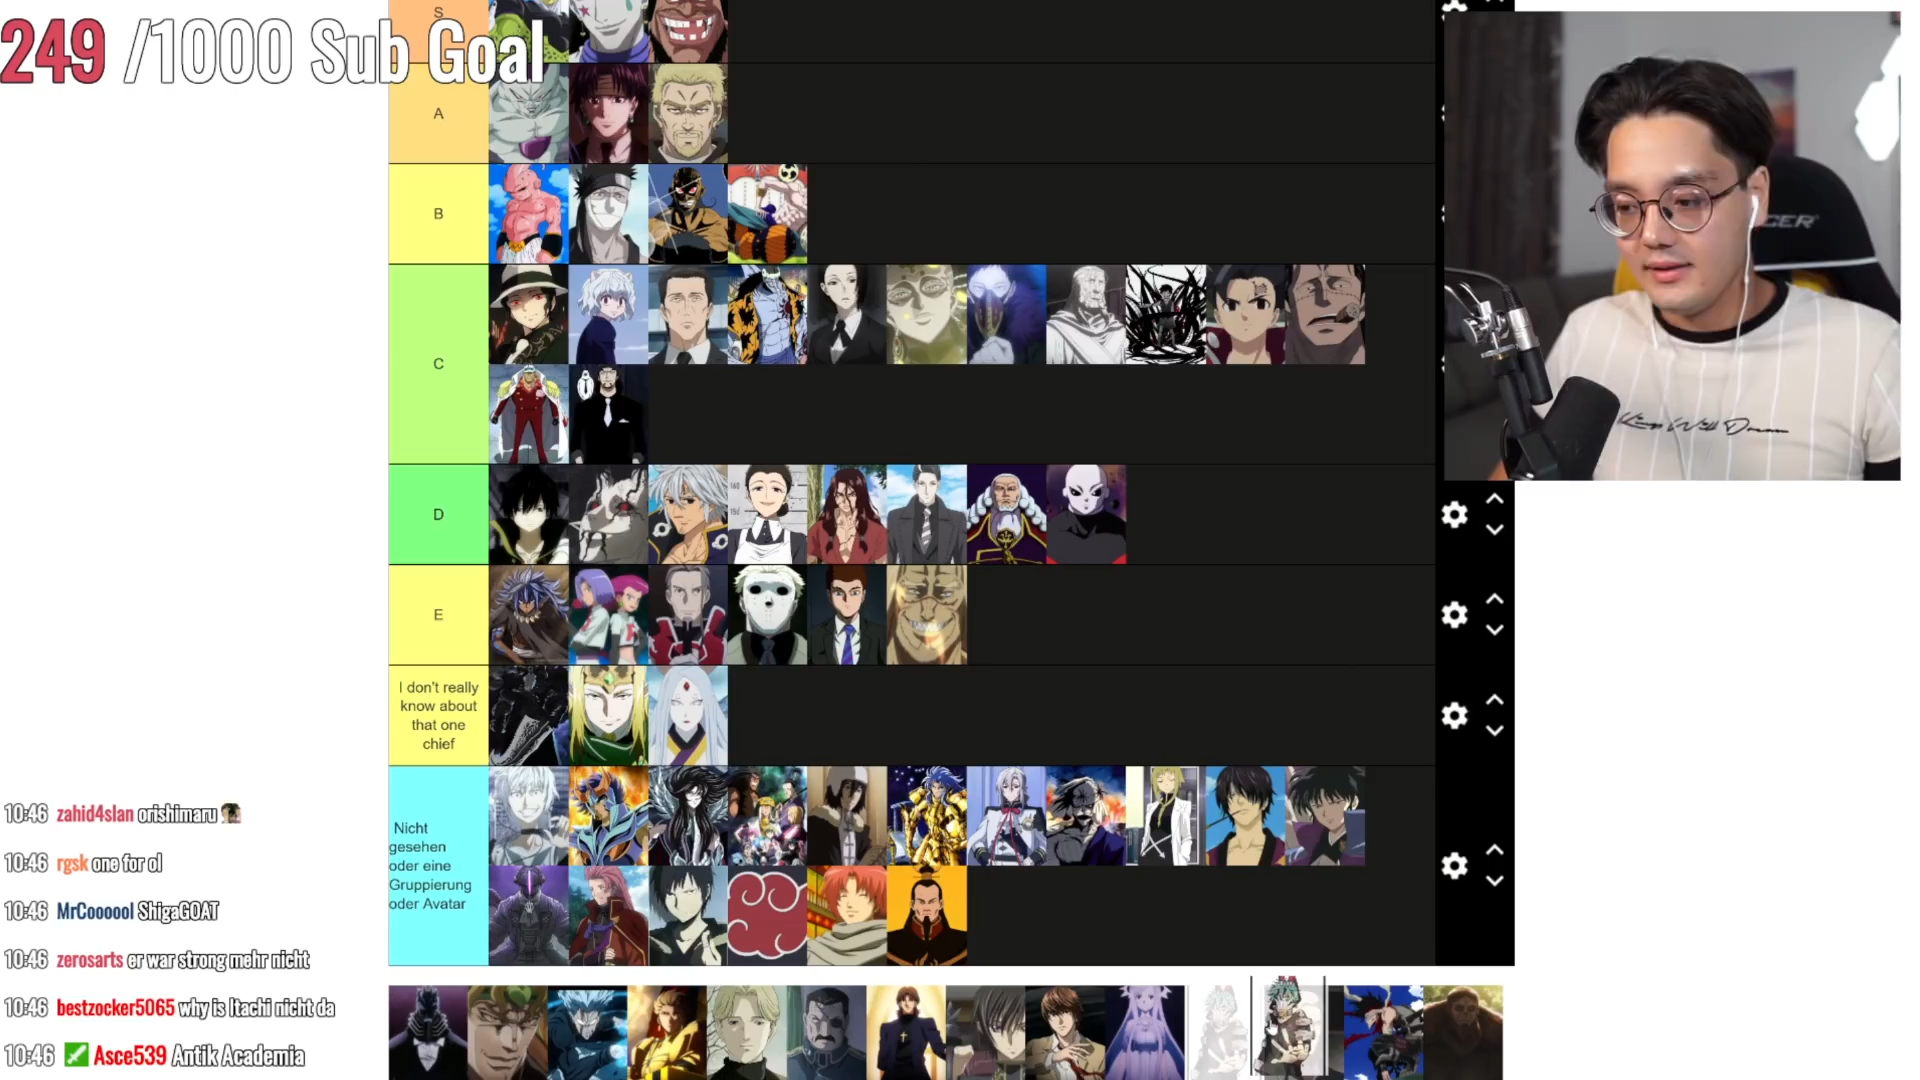 249 /1000 Sub Goal
S
A
B
C
D
E
I don't really
know about
that one
chief
Nicht
gesehen
oder eine
Gruppierung
oder Avatar
10:46 zahid4slan orishimaru
10:46 rgsk one for ol
10:46 MrCoooool ShigaGOAT
10:46 zerosarts er war strong mehr nicht
10:46 bestzocker5065 why is Itachi nicht da
10:46 Asce539 Antik Academia
CER